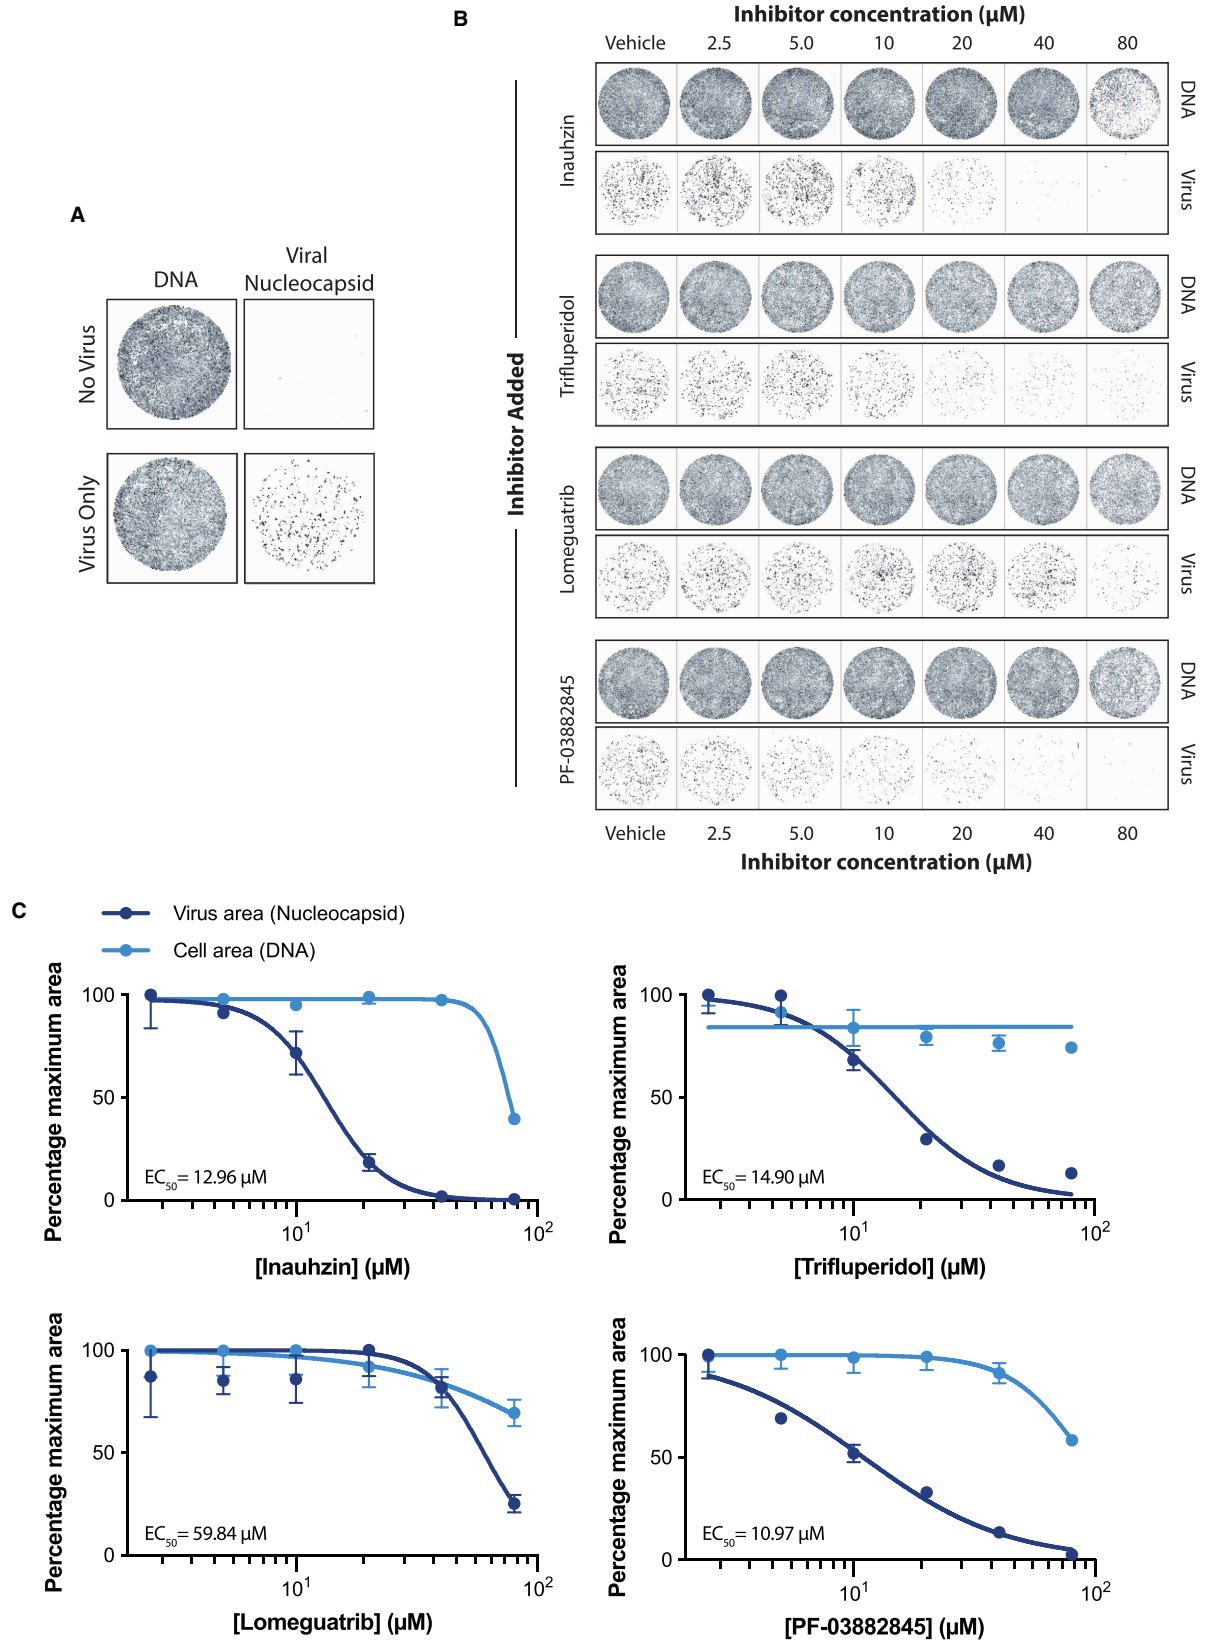 A
DNA
Viral
Nucleocapsid
No Virus
Virus Only
B
Inhibitor concentration (µM)
Vehicle 2.5 5.0 10 20 40 80
Inhibitor Added
Inauhzin
DNA
Virus
Trifluperidol
DNA
Virus
Lomeguatrib
DNA
Virus
PF-03882845
DNA
Virus
Vehicle 2.5 5.0 10 20 40 80
Inhibitor concentration (µM)
C
Virus area (Nucleocapsid)
Cell area (DNA)
Percentage maximum area
100
50
0
EC50= 12.96 µM
10¹ 10²
[Inauhzin] (µM)
Percentage maximum area
100
50
0
EC50= 14.90 µM
10¹ 10²
[Trifluperidol] (µM)
Percentage maximum area
100
50
0
EC50= 59.84 µM
10¹ 10²
[Lomeguatrib] (µM)
Percentage maximum area
100
50
0
EC50= 10.97 µM
10¹ 10²
[PF-03882845] (µM)